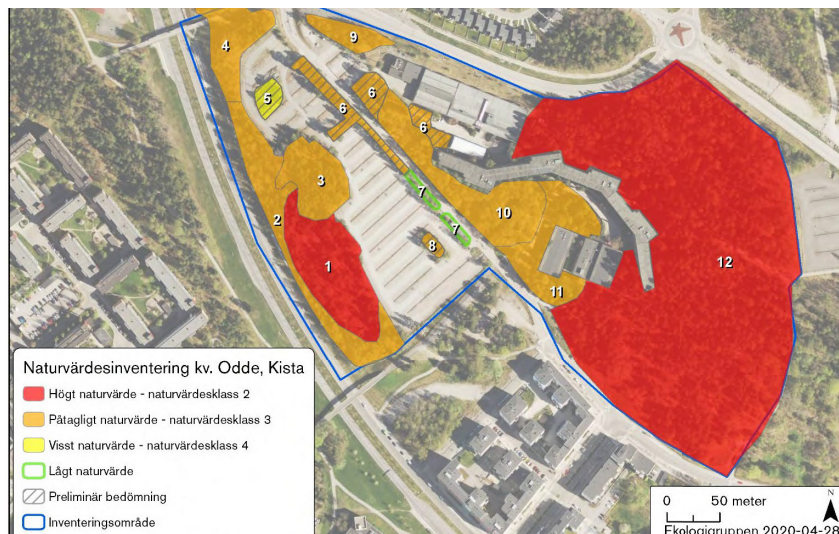 4
9
5
6
6
6
3
7
2
7
10
8
1
12
11
Naturvärdesinventering kv. Odde, Kista
Högt naturvärde - naturvärdesklass 2
Påtagligt naturvärde - naturvärdesklass 3
Visst naturvärde - naturvärdesklass 4
Lågt naturvärde
Preliminär bedömning
Inventeringsområde
N
0 50 meter
Ekologigruppen 2020-04-28